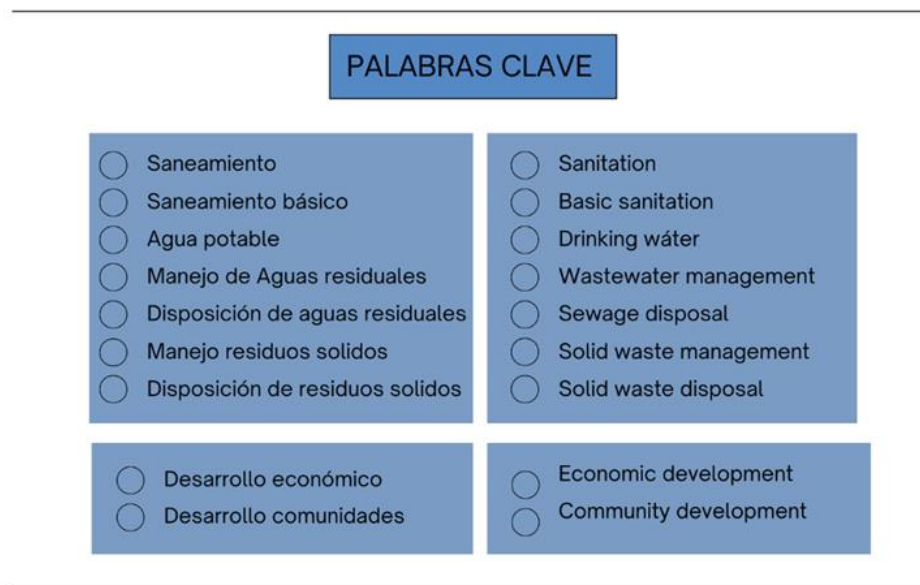 PALABRAS CLAVE
Saneamiento
Saneamiento básico
Agua potable
Manejo de Aguas residuales
Disposición de aguas residuales
Manejo residuos solidos
Disposición de residuos solidos
Sanitation
Basic sanitation
Drinking wáter
Wastewater management
Sewage disposal
Solid waste management
Solid waste disposal
Desarrollo económico
Desarrollo comunidades
Economic development
Community development